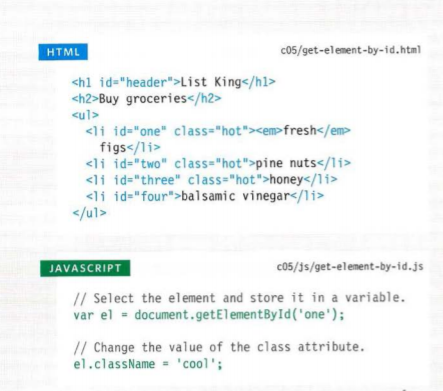 HTML
c05/get-element-by-id.html
<h1 id="header">List King</h1>
<h2>Buy groceries</h2>
<ul>
<li id="one" class="hot"><em>fresh</em>
figs</li>
<li id="two" class="hot">pine nuts</li>
<li id="three" class="hot">honey</li>
<li id="four">balsamic vinegar</li>
</ul>
JAVASCRIPT
c05/js/get-element-by-id.js
// Select the element and store it in a variable.
var el = document.getElementById('one');
// Change the value of the class attribute.
el.className = 'cool';